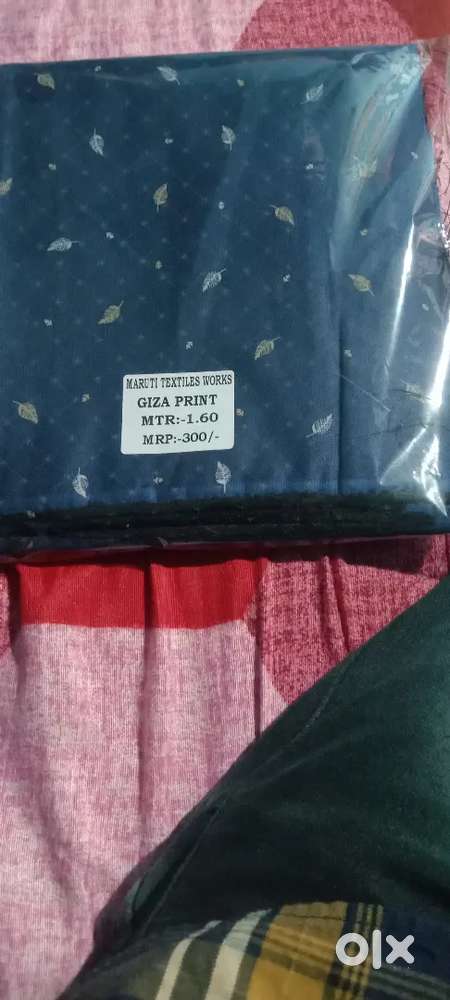 MARUTI TEXTILES WORKS
GIZA PRINT
MTR:-1.60
MRP:-300/-
olx